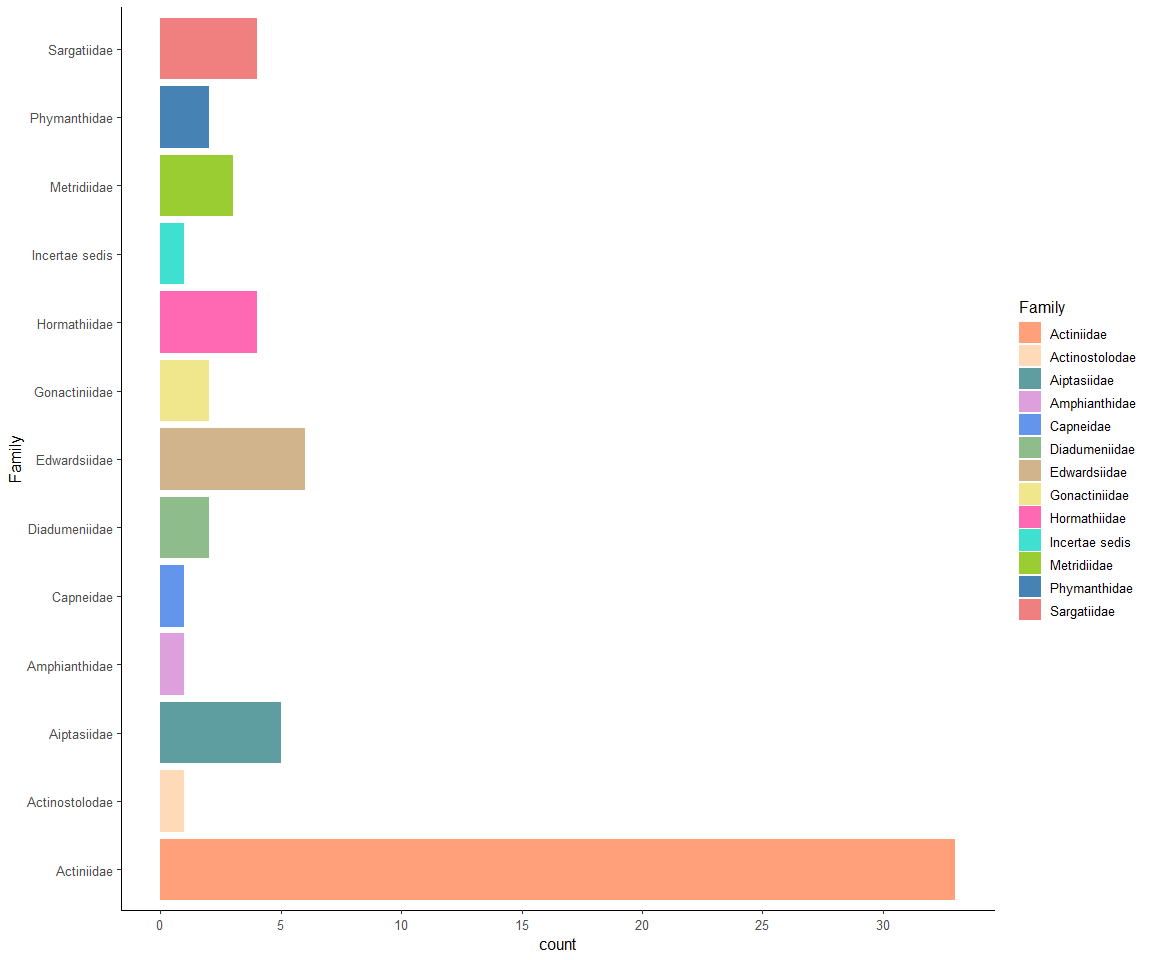 Sargatiidae
Phymanthidae
Metridiidae
Incertae sedis
Hormathiidae
Gonactiniidae
Edwardsiidae
Diadumeniidae
Capneidae
Amphianthidae
Aiptasiidae
Actinostolodae
Actiniidae
Family
0 5 10 15 20 25 30
count
Family
Actiniidae
Actinostolodae
Aiptasiidae
Amphianthidae
Capneidae
Diadumeniidae
Edwardsiidae
Gonactiniidae
Hormathiidae
Incertae sedis
Metridiidae
Phymanthidae
Sargatiidae